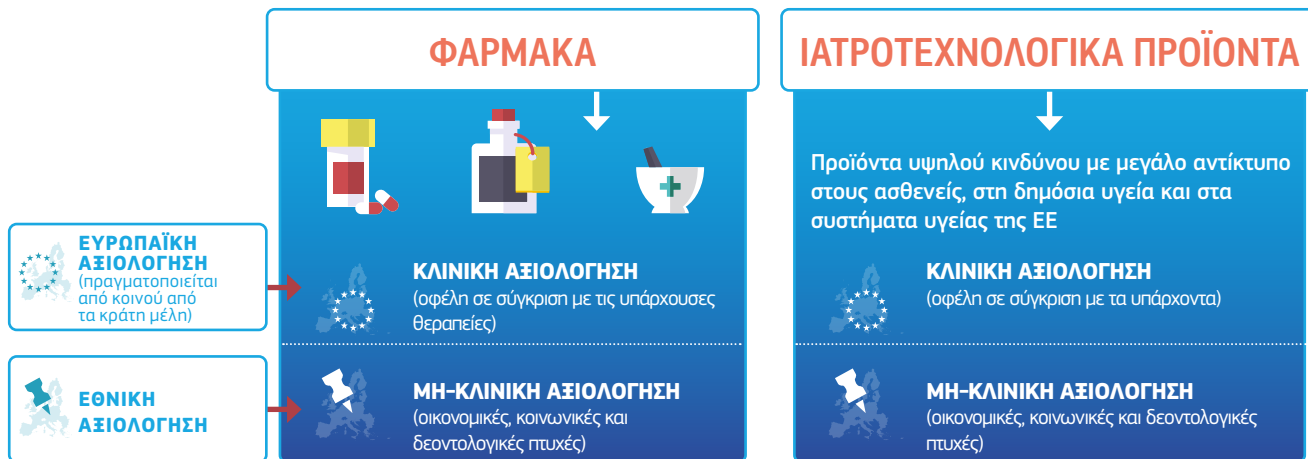 ΦΑΡΜΑΚΑ
ΙΑΤΡΟΤΕΧΝΟΛΟΓΙΚΑ ΠΡΟΪΟΝΤΑ
Προϊόντα υψηλού κινδύνου με μεγάλο αντίκτυπο
στους ασθενείς, στη δημόσια υγεία και στα
συστήματα υγείας της ΕΕ
ΕΥΡΩΠΑΪΚΗ
ΑΞΙΟΛΟΓΗΣΗ
(πραγματοποιείται
από κοινού από
τα κράτη μέλη)
ΚΛΙΝΙΚΗ ΑΞΙΟΛΟΓΗΣΗ
(οφέλη σε σύγκριση με τις υπάρχουσες
θεραπείες)
ΚΛΙΝΙΚΗ ΑΞΙΟΛΟΓΗΣΗ
(οφέλη σε σύγκριση με τα υπάρχοντα)
ΕΘΝΙΚΗ
ΑΞΙΟΛΟΓΗΣΗ
ΜΗ-ΚΛΙΝΙΚΗ ΑΞΙΟΛΟΓΗΣΗ
(οικονομικές, κοινωνικές και
δεοντολογικές πτυχές)
ΜΗ-ΚΛΙΝΙΚΗ ΑΞΙΟΛΟΓΗΣΗ
(οικονομικές, κοινωνικές και δεοντολογικές
πτυχές)